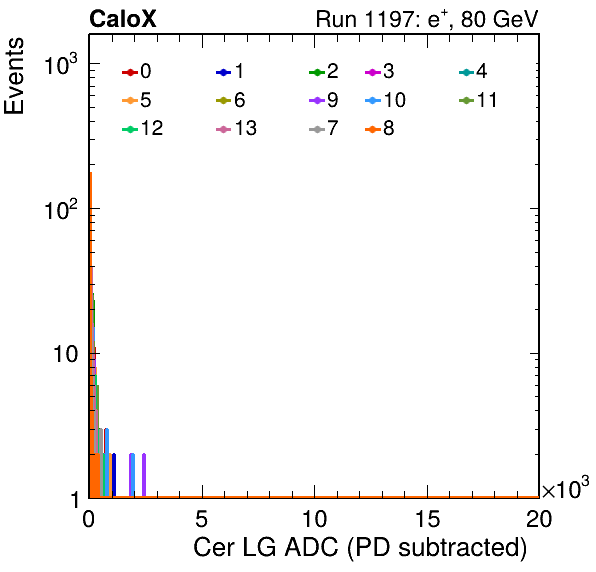 CaloX Run 1197: e⁺, 80 GeV
Events
10³
10²
10
1
0 1 2 3 4
5 6 9 10 11
12 13 7 8
0 5 10 15 20
×10³
Cer LG ADC (PD subtracted)